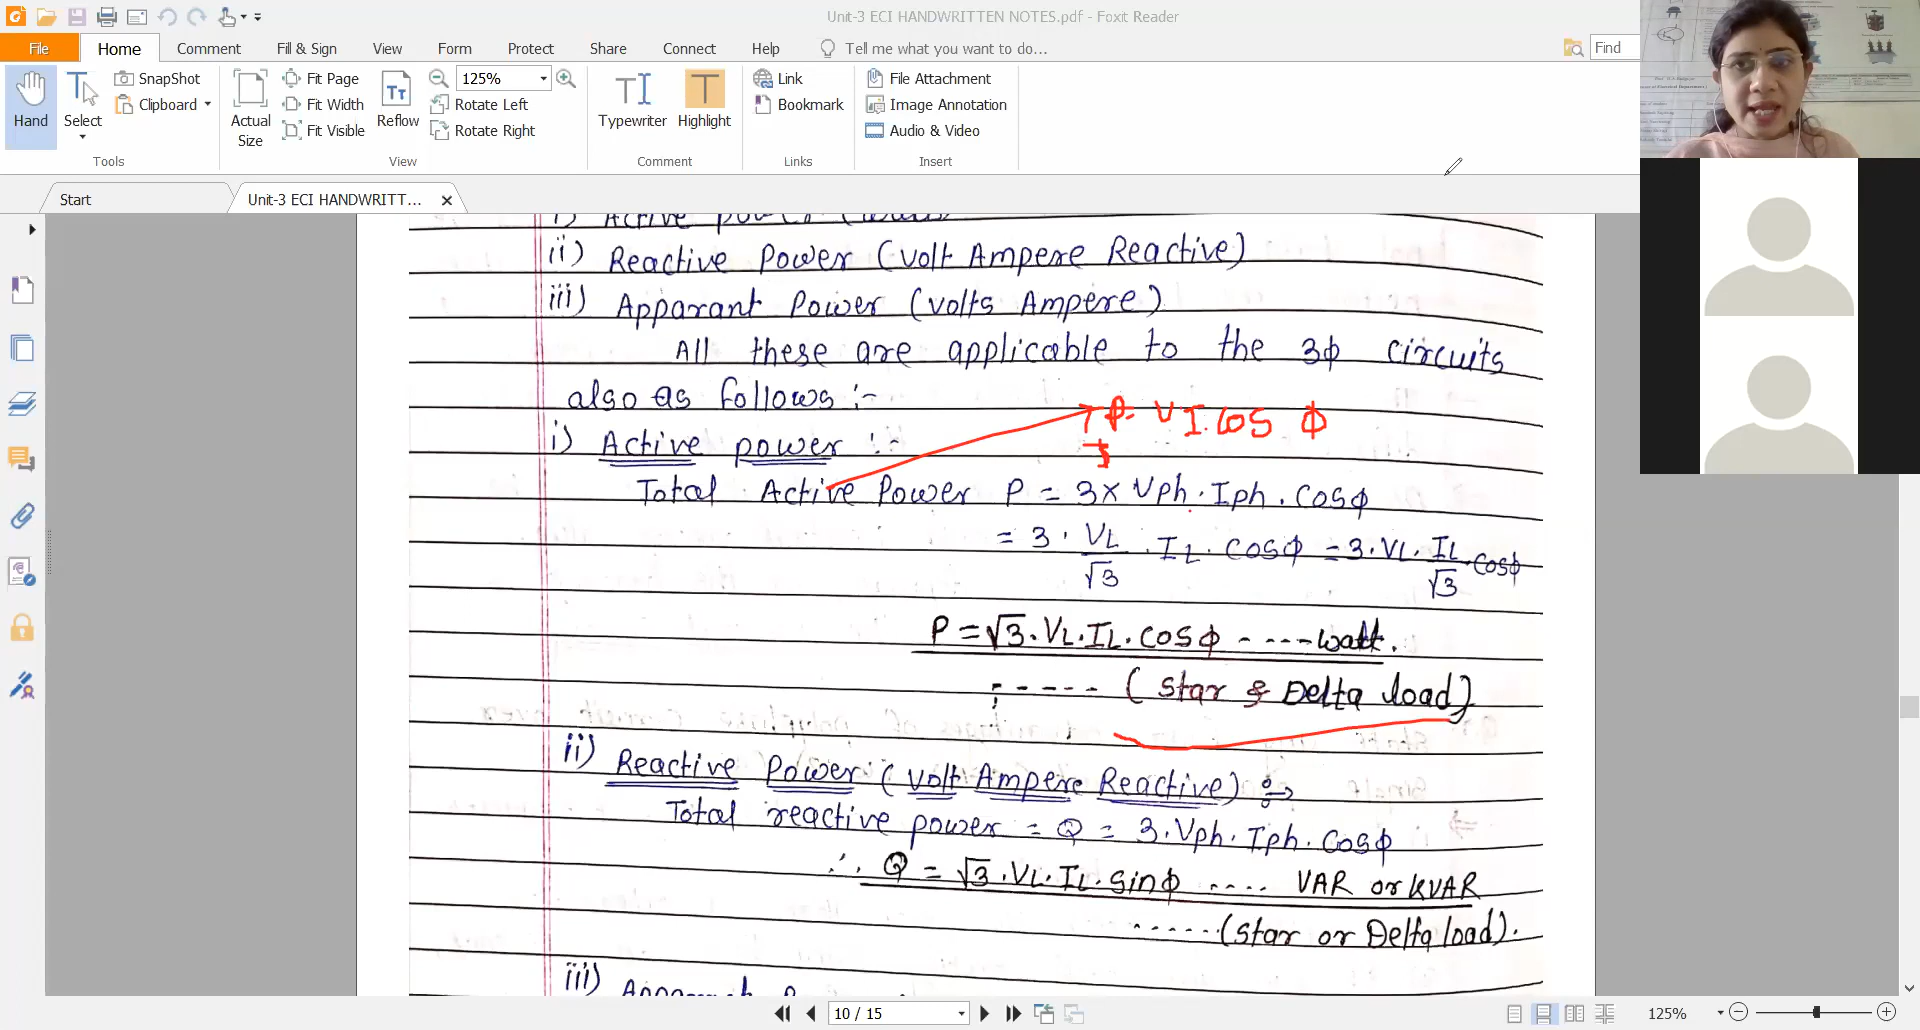 Unit-3 ECI HANDWRITTEN NOTES.pdf - Foxit Reader
File Home Comment Fill & Sign View Form Protect Share Connect Help Tell me what you want to do... Find
Hand
Select
SnapShot
Clipboard
Tools
Actual Size
Fit Page
Fit Width
Fit Visible
Reflow
125%
Rotate Left
Rotate Right
View
Typewriter
Highlight
Comment
Link
Bookmark
Links
File Attachment
Image Annotation
Audio & Video
Insert
Start
Unit-3 ECI HANDWRITT...
i) Active power (watts)
ii) Reactive Power (volt Ampere Reactive)
iii) Apparant Power (volts Ampere)
All these are applicable to the 3φ circuits
also as follows :-
P= V I. cos φ
i) Active power :-
Total Active Power P = 3 x Vph . Iph . cosφ
= 3 . VL/√3 . IL . cosφ = 3. VL. IL/√3 . cosφ
P = √3 . VL . IL . cosφ ----- watt.
; ----- (star & Delta load)
ii) Reactive Power (volt Ampere Reactive) :→
Total reactive power = Q = 3. Vph. Iph. cosφ
∴ Q = √3 . VL. IL. sinφ .... VAR or KVAR
...... (star or Delta load).
iii)
10 / 15
125%